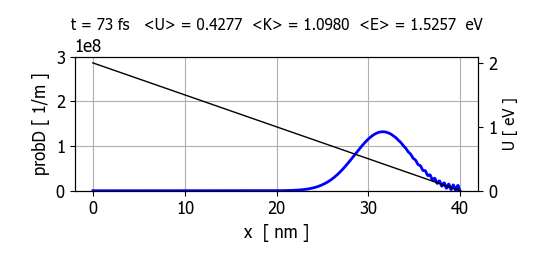 t = 73 fs   <U> = 0.4277  <K> = 1.0980  <E> = 1.5257  eV
1e8
3
2
1
0
probD [ 1/m ]
2
1
0
U [ eV ]
0 10 20 30 40
x  [ nm ]